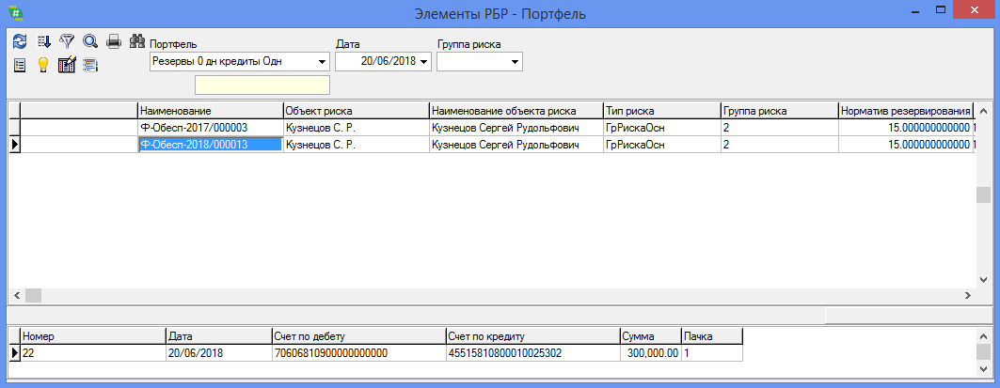 Элементы РБР - Портфель
Портфель Дата Группа риска
Резервы 0 дн кредиты Одн 20/06/2018
Наименование Объект риска Наименование объекта риска Тип риска Группа риска Норматив резервирования
Ф-Обесп-2017/000003 Кузнецов С. Р. Кузнецов Сергей Рудольфович ГрРискаОсн 2 15.000000000000 1
Ф-Обесп-2018/000013 Кузнецов С. Р. Кузнецов Сергей Рудольфович ГрРискаОсн 2 15.000000000000 1
Номер Дата Счет по дебету Счет по кредиту Сумма Пачка
22 20/06/2018 70606810900000000000 45515810800010025302 300,000.00 1